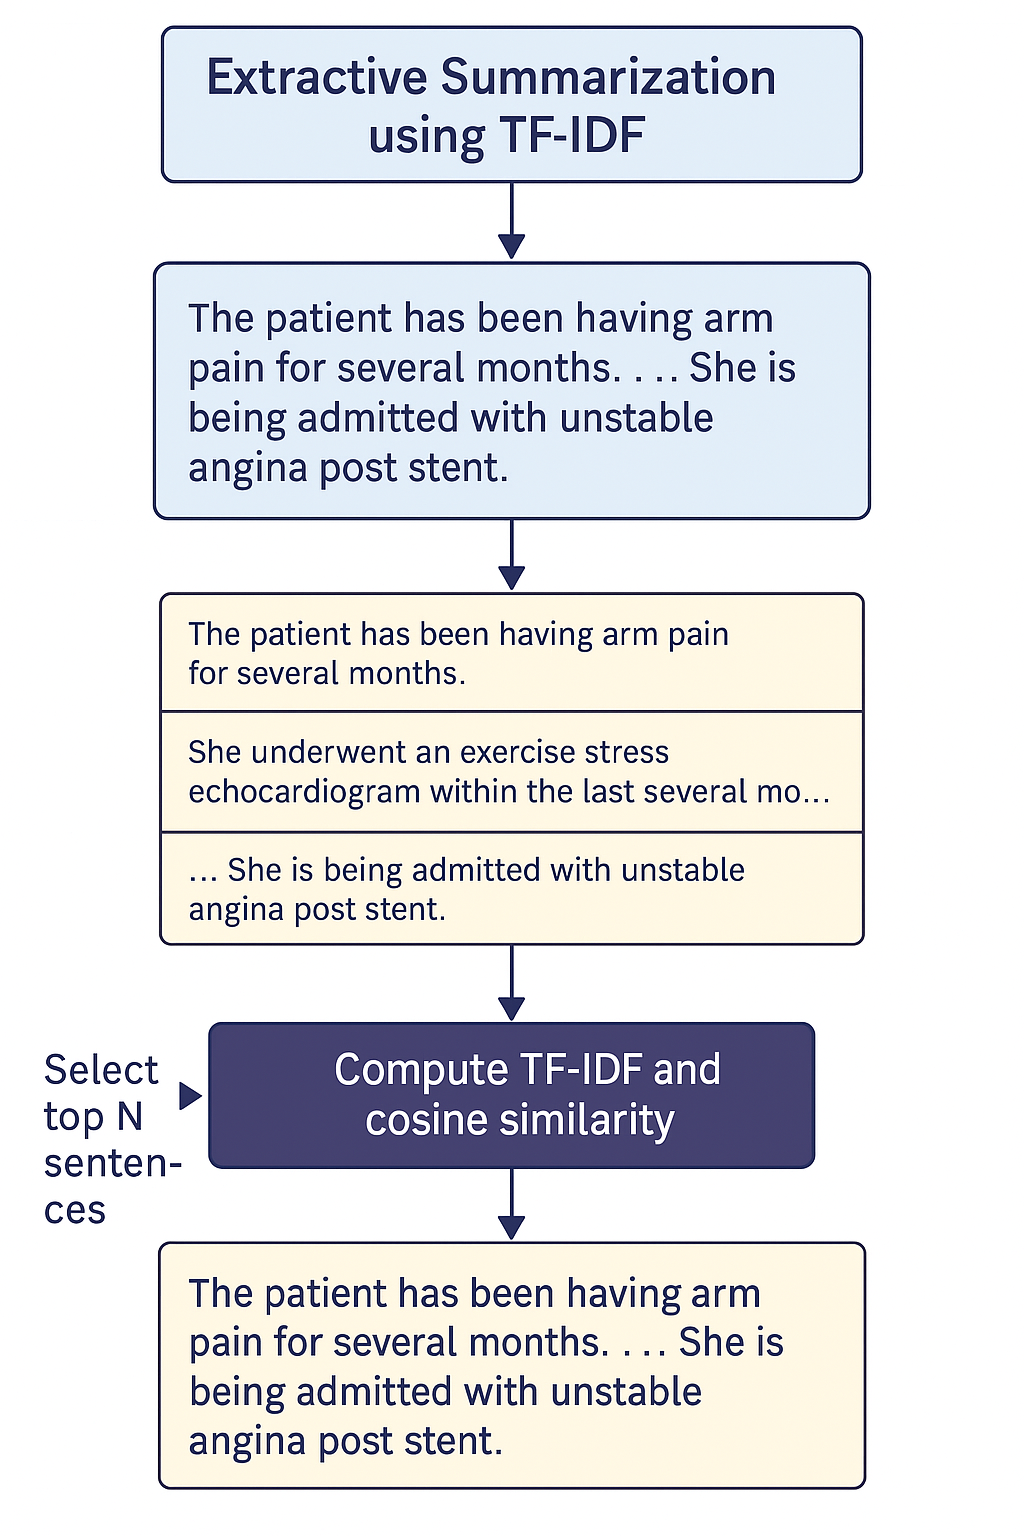 Extractive Summarization
using TF-IDF
The patient has been having arm
pain for several months. . . . She is
being admitted with unstable
angina post stent.
The patient has been having arm pain
for several months.
She underwent an exercise stress
echocardiogram within the last several mo...
... She is being admitted with unstable
angina post stent.
Select
top N
senten-
ces
Compute TF-IDF and
cosine similarity
The patient has been having arm
pain for several months. . . . She is
being admitted with unstable
angina post stent.